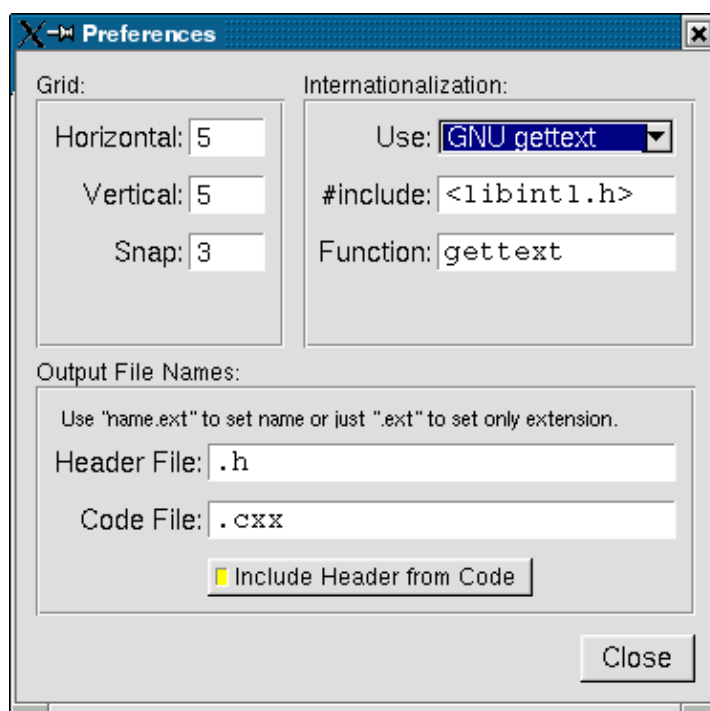 Preferences
Grid:
Horizontal: 5
Vertical: 5
Snap: 3
Internationalization:
Use: GNU gettext
#include: <libintl.h>
Function: gettext
Output File Names:
Use "name.ext" to set name or just ".ext" to set only extension.
Header File: .h
Code File: .cxx
Include Header from Code
Close